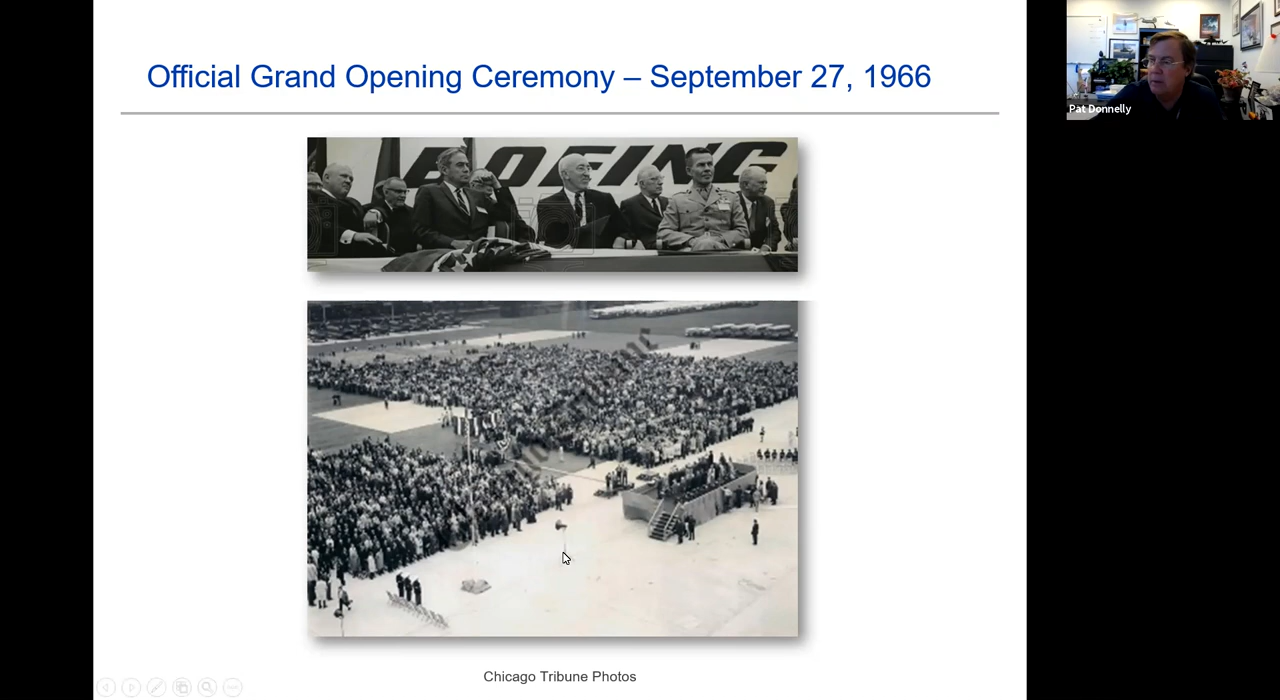 Official Grand Opening Ceremony – September 27, 1966
Pat Donnelly
BOEING
Chicago Tribune Photos